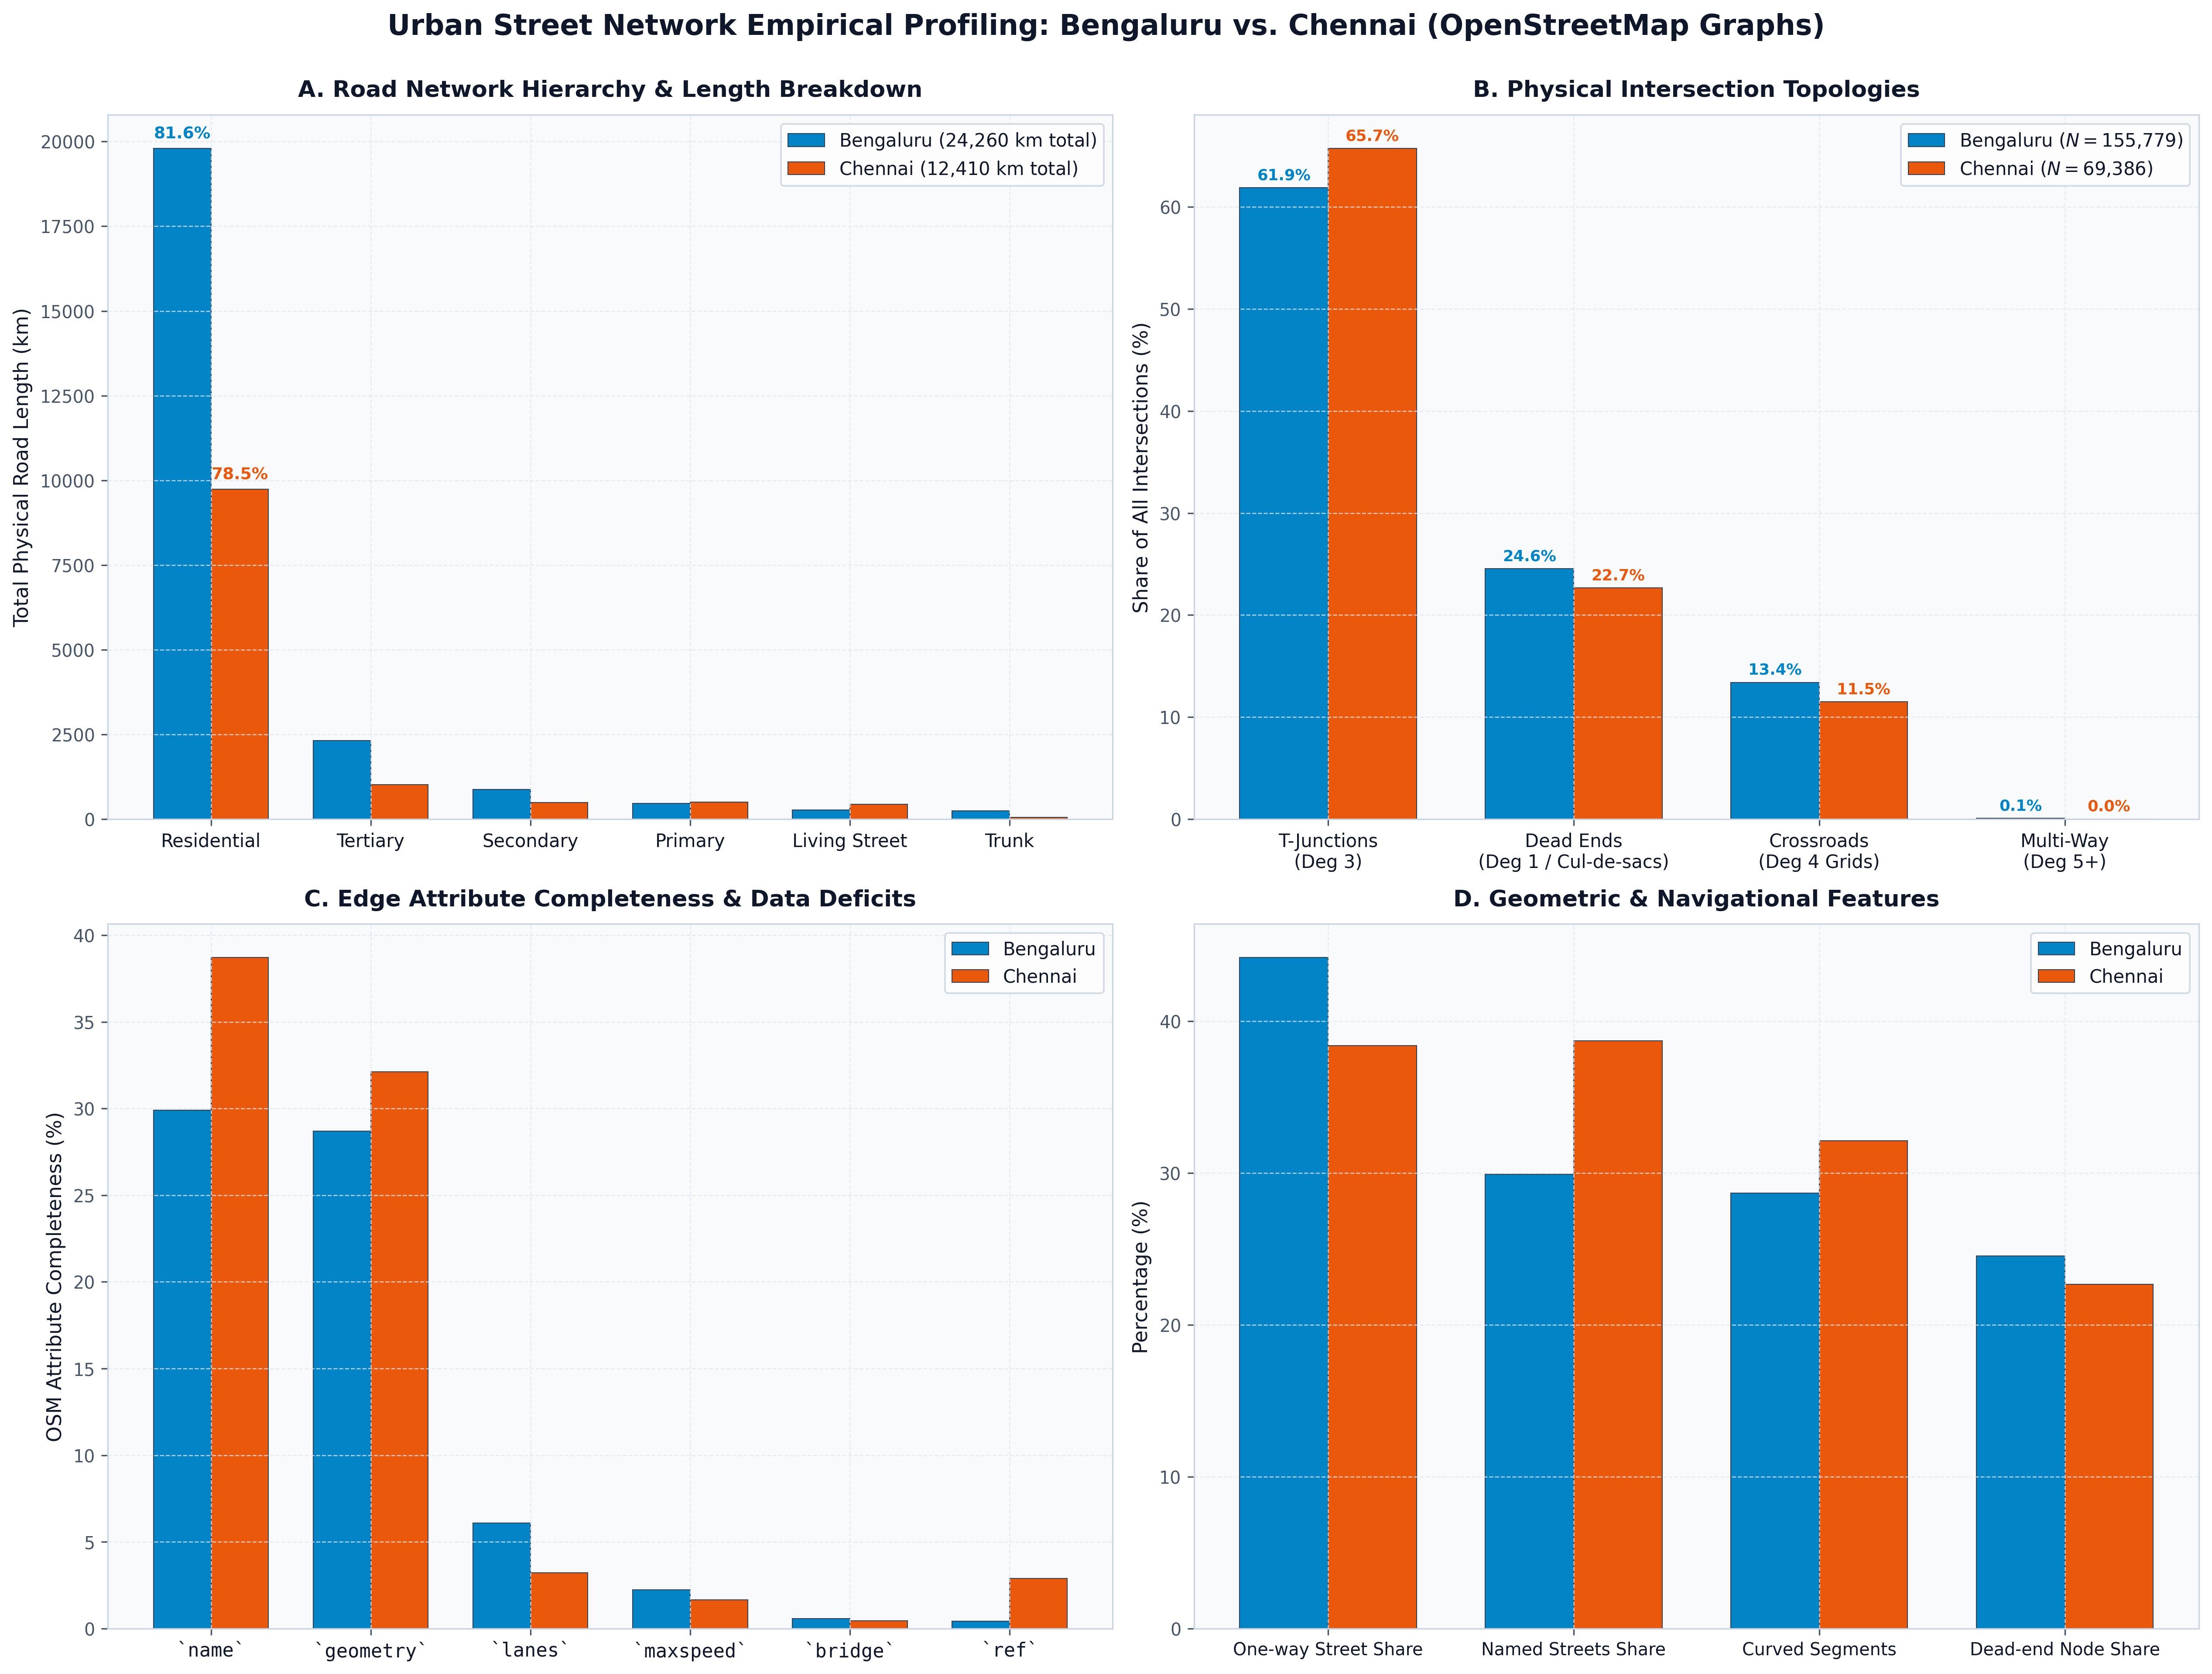 Urban Street Network Empirical Profiling: Bengaluru vs. Chennai (OpenStreetMap Graphs)
A. Road Network Hierarchy & Length Breakdown
Total Physical Road Length (km)
20000
17500
15000
12500
10000
7500
5000
2500
0
81.6%
78.5%
Bengaluru (24,260 km total)
Chennai (12,410 km total)
Residential
Tertiary
Secondary
Primary
Living Street
Trunk
B. Physical Intersection Topologies
Share of All Intersections (%)
60
50
40
30
20
10
0
61.9%
65.7%
24.6%
22.7%
13.4%
11.5%
0.1%
0.0%
Bengaluru (N = 155,779)
Chennai (N = 69,386)
T-Junctions
(Deg 3)
Dead Ends
(Deg 1 / Cul-de-sacs)
Crossroads
(Deg 4 Grids)
Multi-Way
(Deg 5+)
C. Edge Attribute Completeness & Data Deficits
OSM Attribute Completeness (%)
40
35
30
25
20
15
10
5
0
Bengaluru
Chennai
`name`
`geometry`
`lanes`
`maxspeed`
`bridge`
`ref`
D. Geometric & Navigational Features
Percentage (%)
40
30
20
10
0
Bengaluru
Chennai
One-way Street Share
Named Streets Share
Curved Segments
Dead-end Node Share